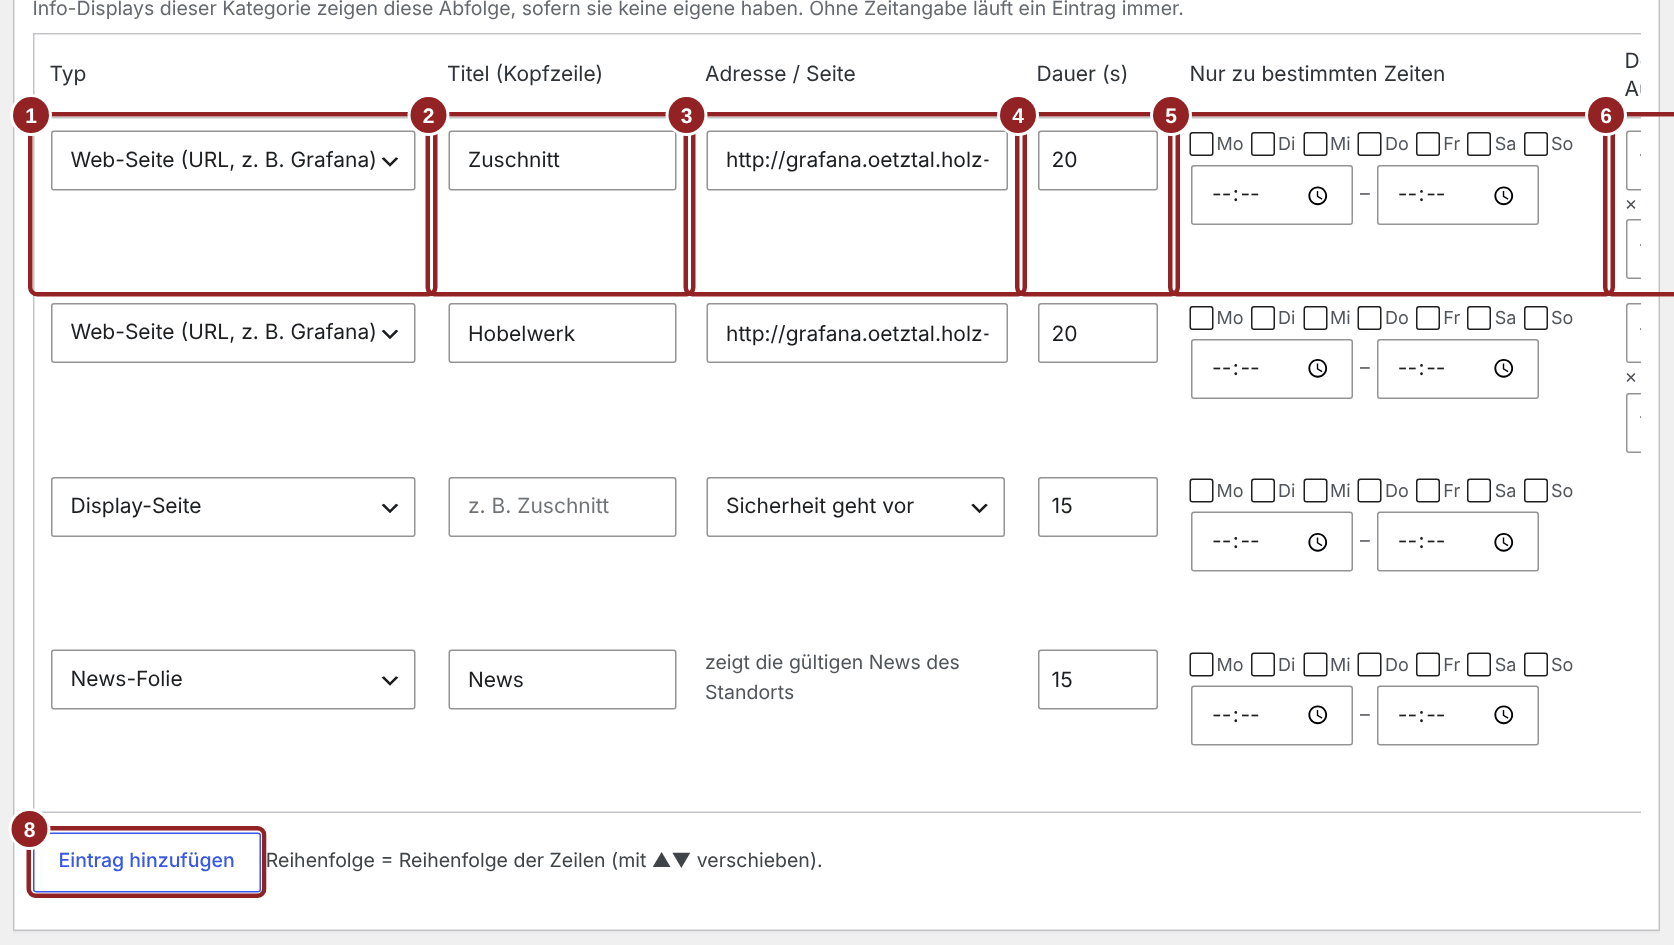 Info-Displays dieser Kategorie zeigen diese Abfolge, sofern sie keine eigene haben. Ohne Zeitangabe läuft ein Eintrag immer.
Typ Titel (Kopfzeile) Adresse / Seite Dauer (s) Nur zu bestimmten Zeiten
1 2 3 4 5 6
Web-Seite (URL, z. B. Grafana) Zuschnitt http://grafana.oetztal.holz- 20 Mo Di Mi Do Fr Sa So
--:-- – --:-- ×
Web-Seite (URL, z. B. Grafana) Hobelwerk http://grafana.oetztal.holz- 20 Mo Di Mi Do Fr Sa So
--:-- – --:-- ×
Display-Seite z. B. Zuschnitt Sicherheit geht vor 15 Mo Di Mi Do Fr Sa So
--:-- – --:--
News-Folie News zeigt die gültigen News des Standorts 15 Mo Di Mi Do Fr Sa So
--:-- – --:--
8
Eintrag hinzufügen Reihenfolge = Reihenfolge der Zeilen (mit ▲▼ verschieben).